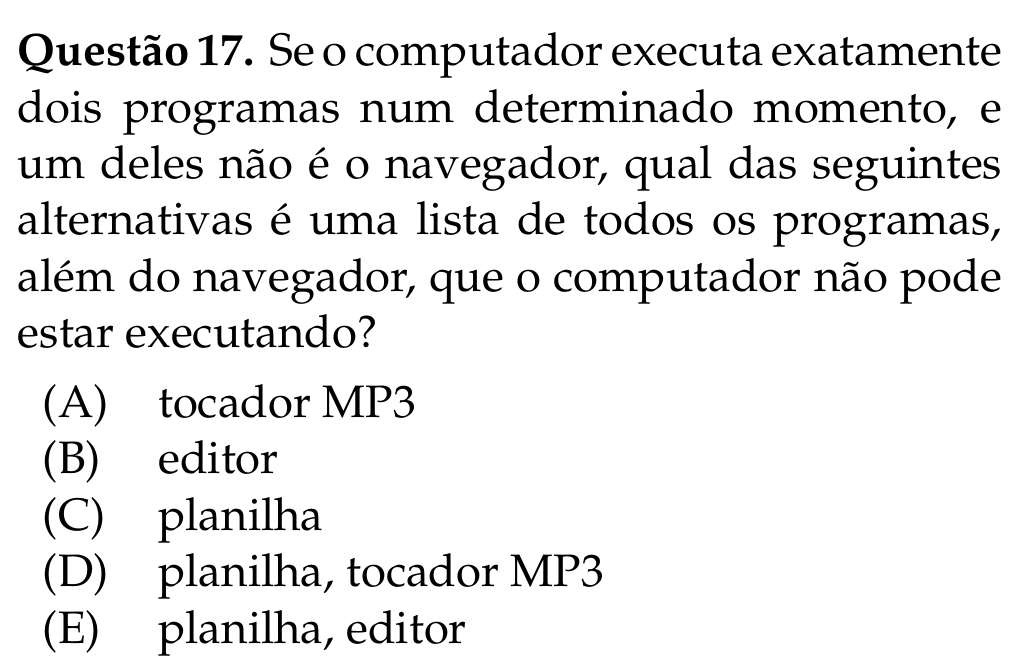 Questão 17. Se o computador executa exatamente
dois programas num determinado momento, e
um deles não é o navegador, qual das seguintes
alternativas é uma lista de todos os programas,
além do navegador, que o computador não pode
estar executando?
(A) tocador MP3
(B) editor
(C) planilha
(D) planilha, tocador MP3
(E) planilha, editor